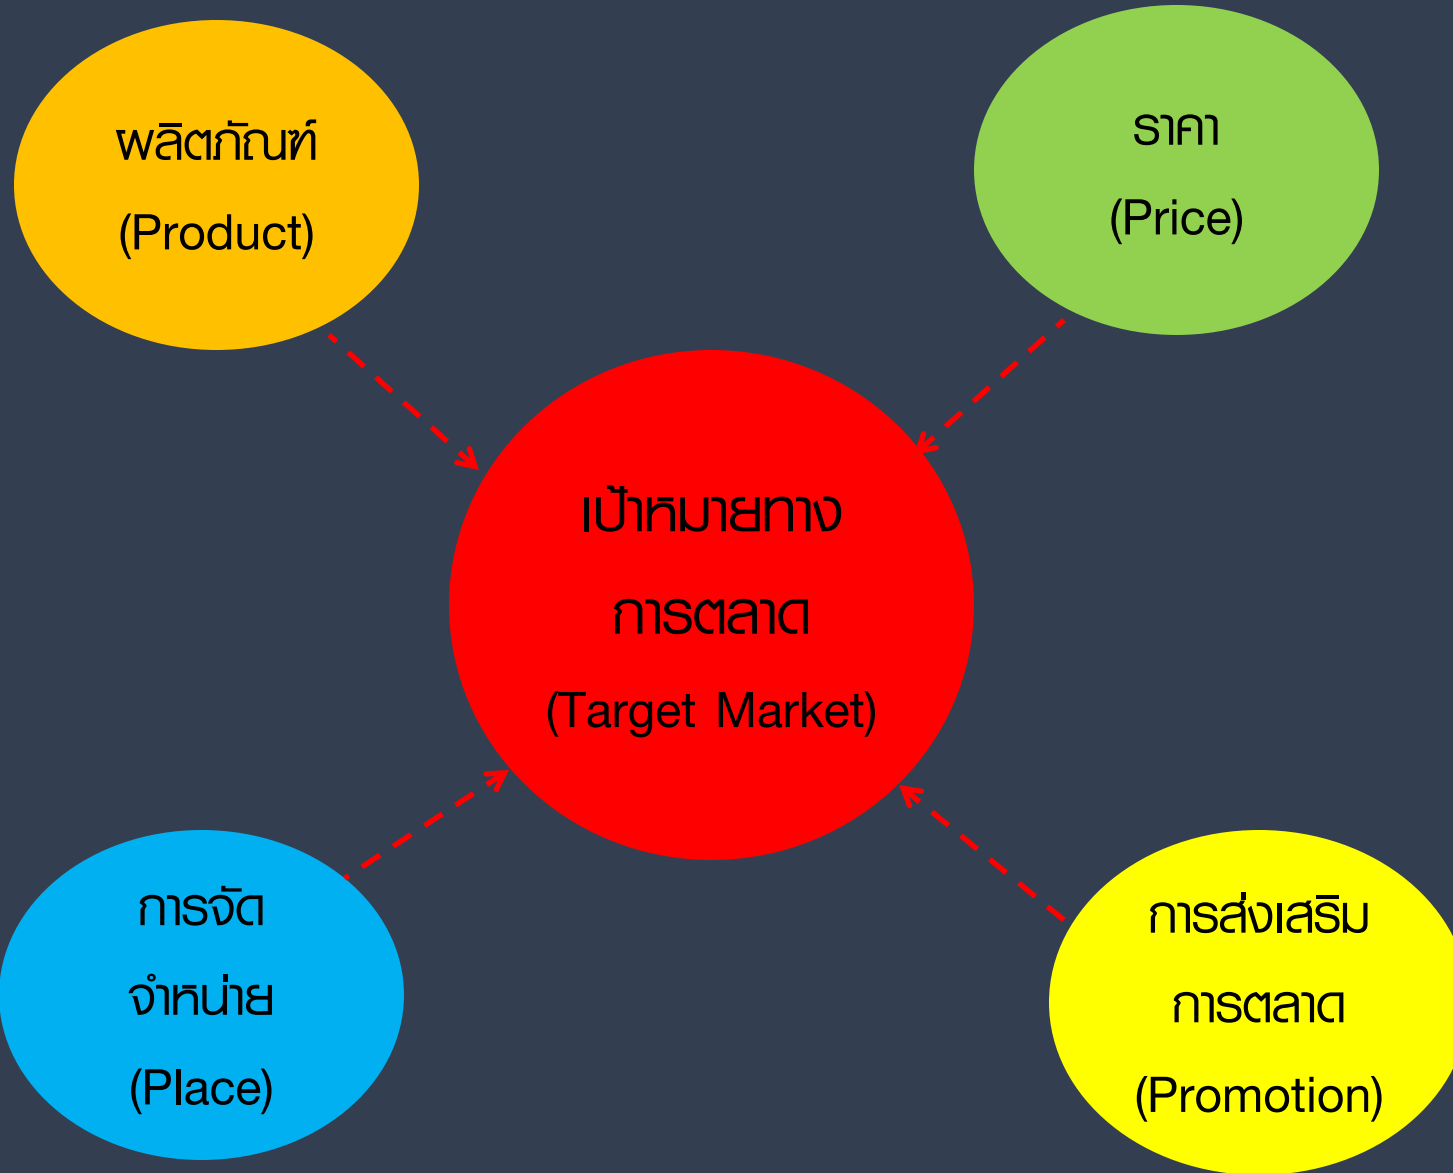 ผลิตภัณฑ์
(Product)
ราคา
(Price)
เป้าหมายทาง
การตลาด
(Target Market)
การจัด
จำหน่าย
(Place)
การส่งเสริม
การตลาด
(Promotion)